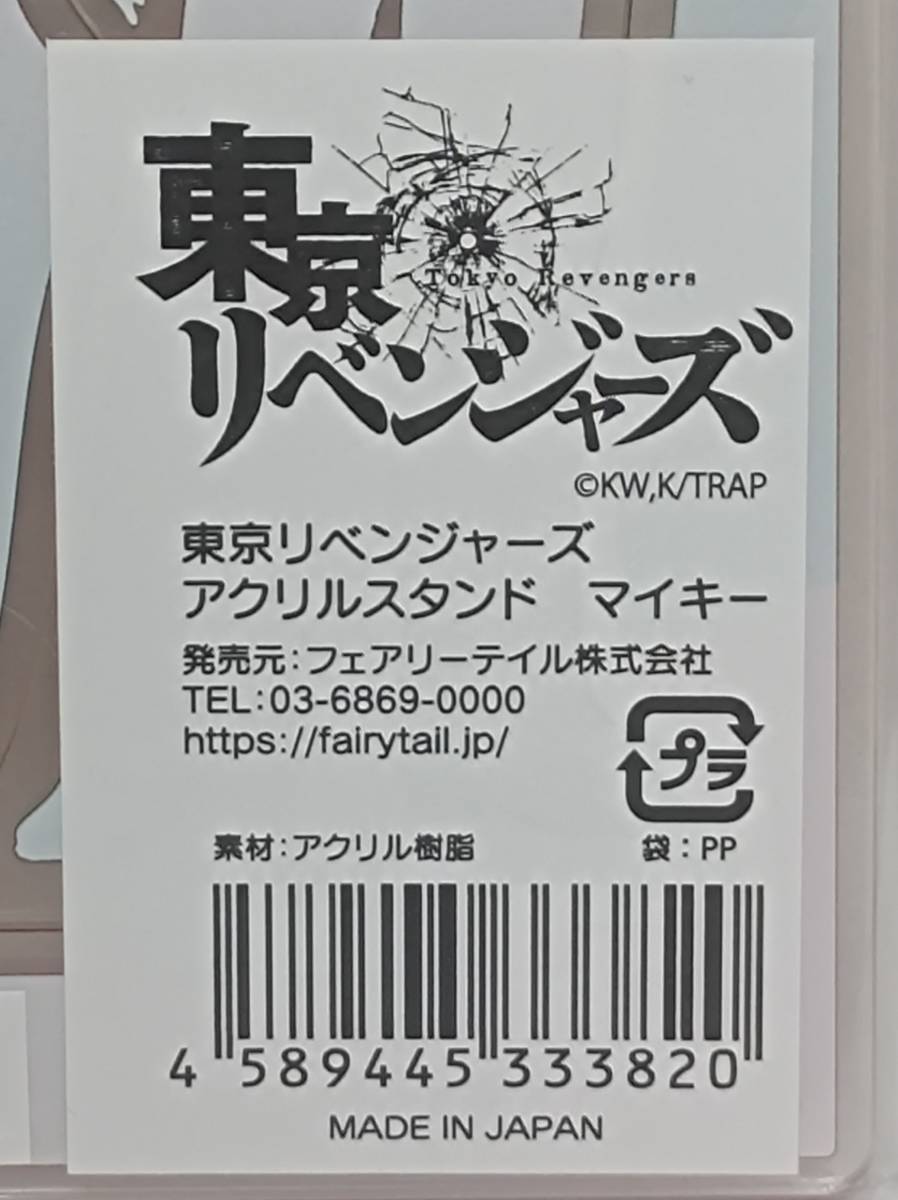 東京
Tokyo Revengers
リベンジャーズ
©KW,K/TRAP
東京リベンジャーズ
アクリルスタンド　マイキー
発売元:フェアリーテイル株式会社
TEL:03-6869-0000
https://fairytail.jp/
プラ
素材:アクリル樹脂　袋:PP
4 589445 333820
MADE IN JAPAN